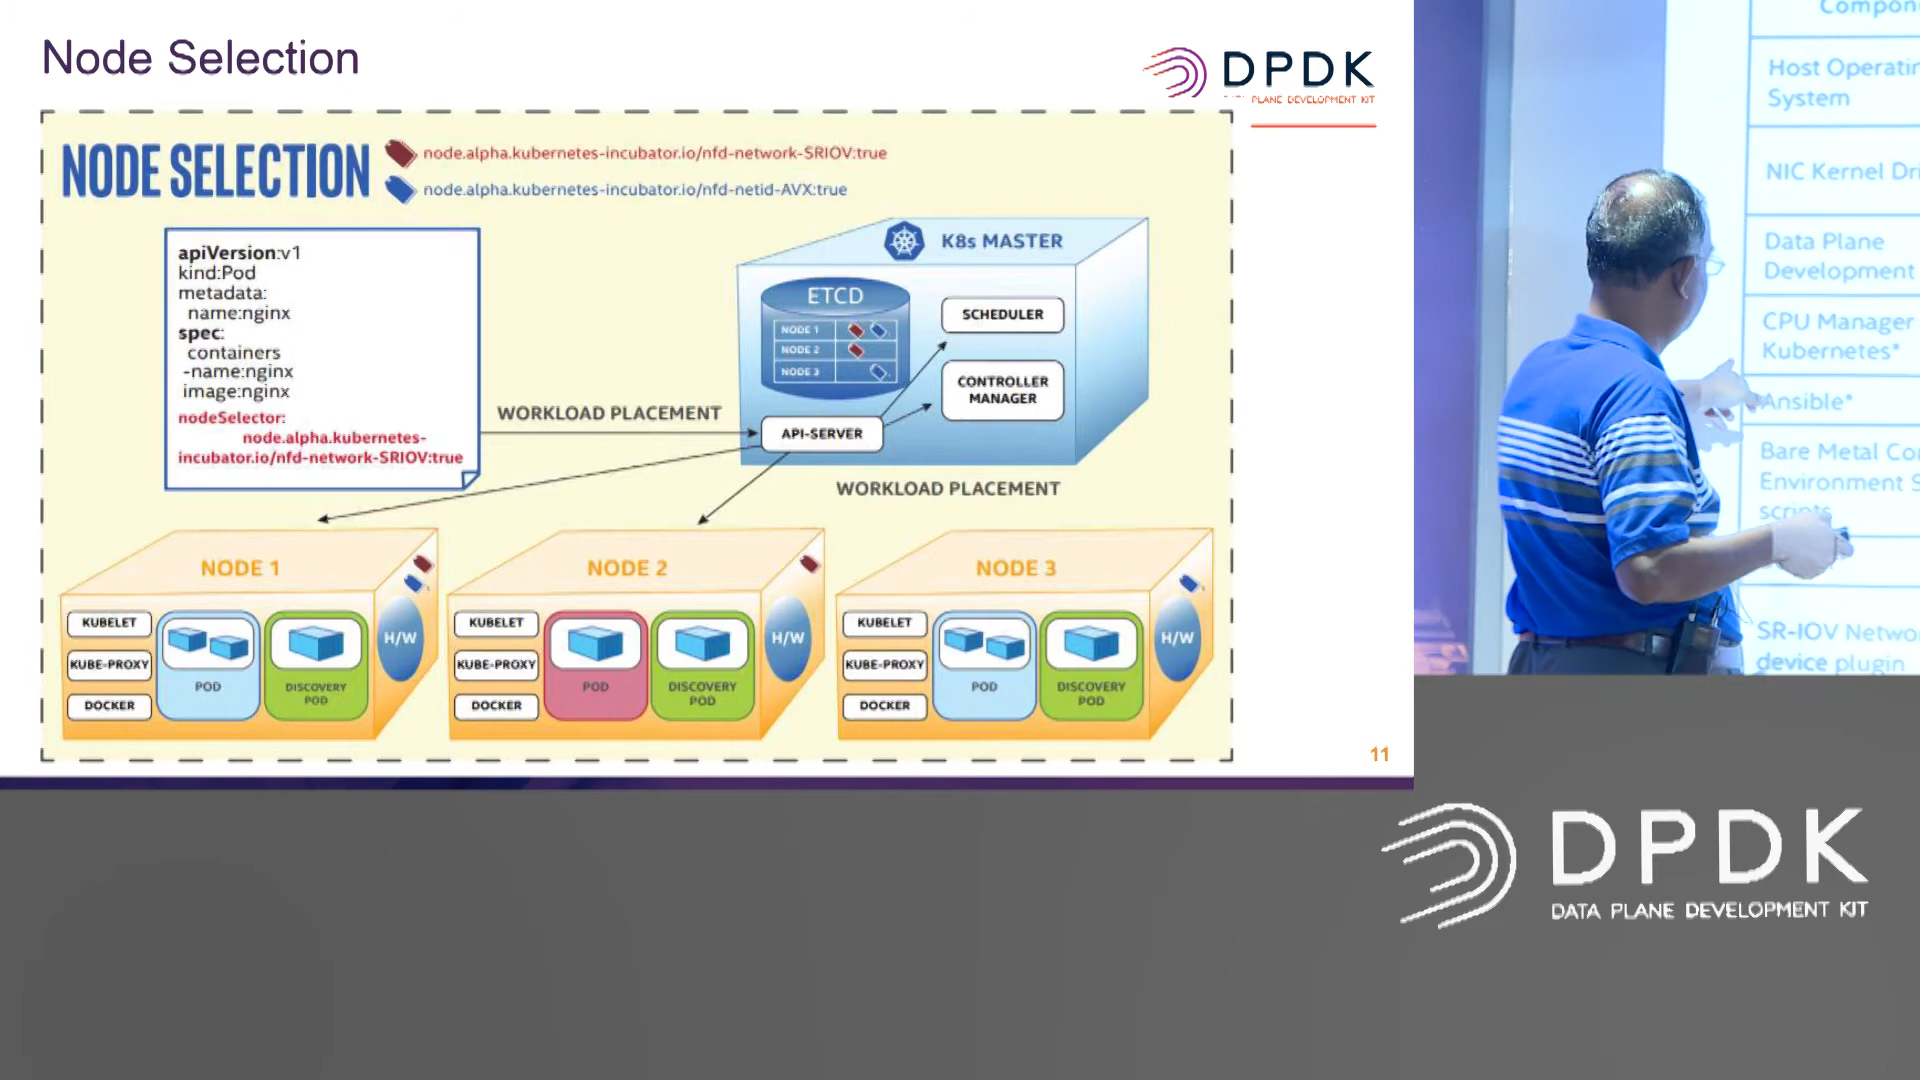 Node Selection
DPDK
PLANE DEVELOPMENT KIT
NODE SELECTION
node.alpha.kubernetes-incubator.io/nfd-network-SRIOV:true
node.alpha.kubernetes-incubator.io/nfd-netid-AVX:true
apiVersion:v1
kind:Pod
metadata:
name:nginx
spec:
containers
-name:nginx
image:nginx
nodeSelector:
node.alpha.kubernetes-
incubator.io/nfd-network-SRIOV:true
WORKLOAD PLACEMENT
K8s MASTER
ETCD
NODE 1
NODE 2
NODE 3
SCHEDULER
CONTROLLER
MANAGER
API-SERVER
WORKLOAD PLACEMENT
NODE 1
KUBELET
KUBE-PROXY
DOCKER
POD
DISCOVERY
POD
H/W
NODE 2
KUBELET
KUBE-PROXY
DOCKER
POD
DISCOVERY
POD
H/W
NODE 3
KUBELET
KUBE-PROXY
DOCKER
POD
DISCOVERY
POD
H/W
11
Compon
Host Operatin
System
NIC Kernel Dri
Data Plane
Development
CPU Manager
Kubernetes*
Ansible*
Bare Metal Co
Environment S
scripts
SR-IOV Netwo
device plugin
DPDK
DATA PLANE DEVELOPMENT KIT